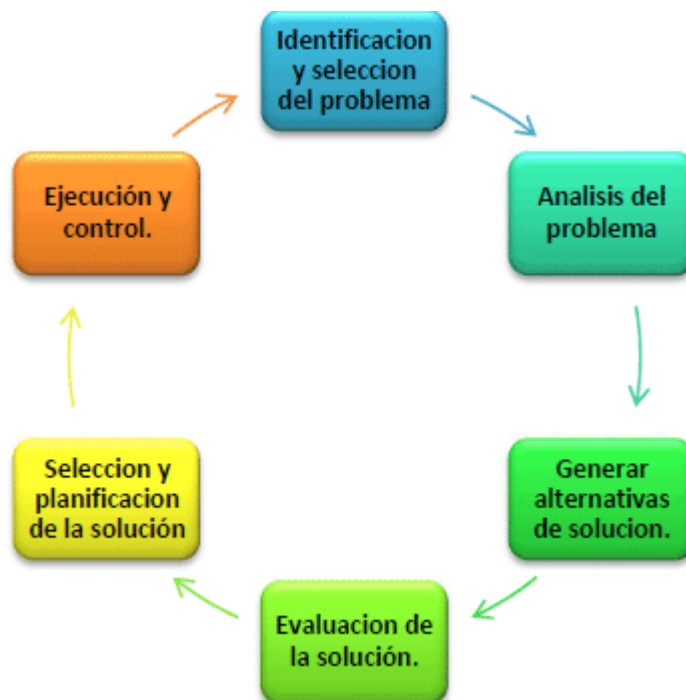 Identificacion
y seleccion
del problema
Analisis del
problema
Generar
alternativas
de solucion.
Evaluacion de
la solución.
Seleccion y
planificacion
de la solución
Ejecución y
control.